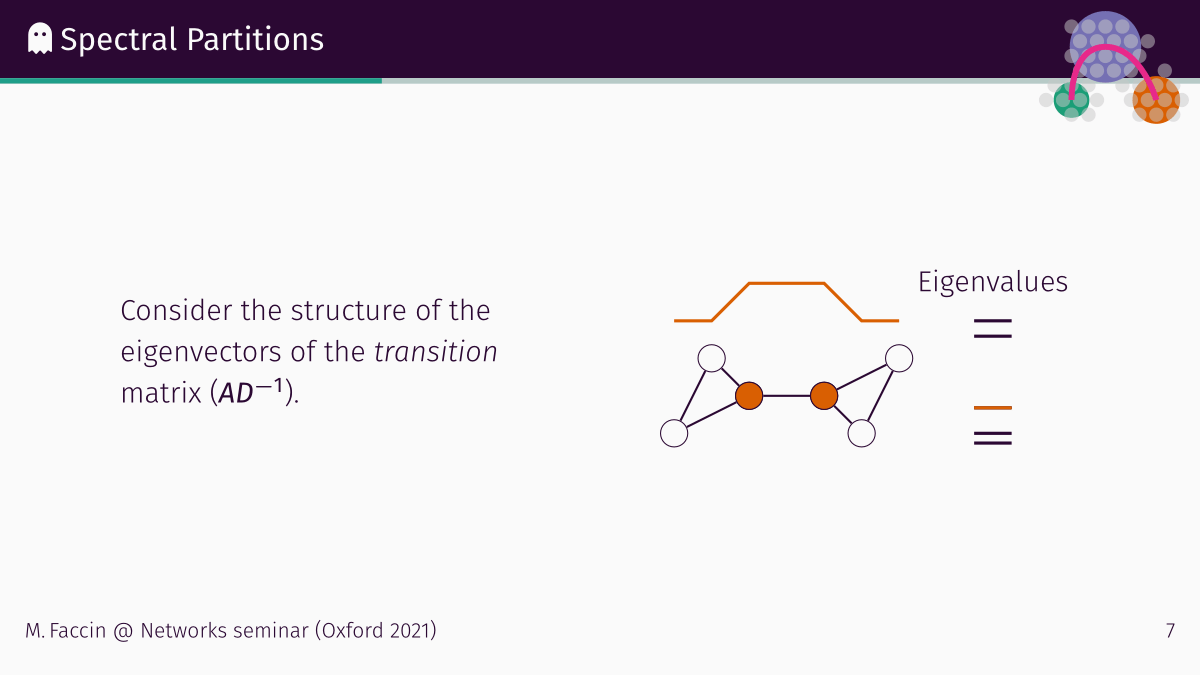 Spectral Partitions
Consider the structure of the
eigenvectors of the transition
matrix (AD⁻¹).
Eigenvalues
M. Faccin @ Networks seminar (Oxford 2021)
7